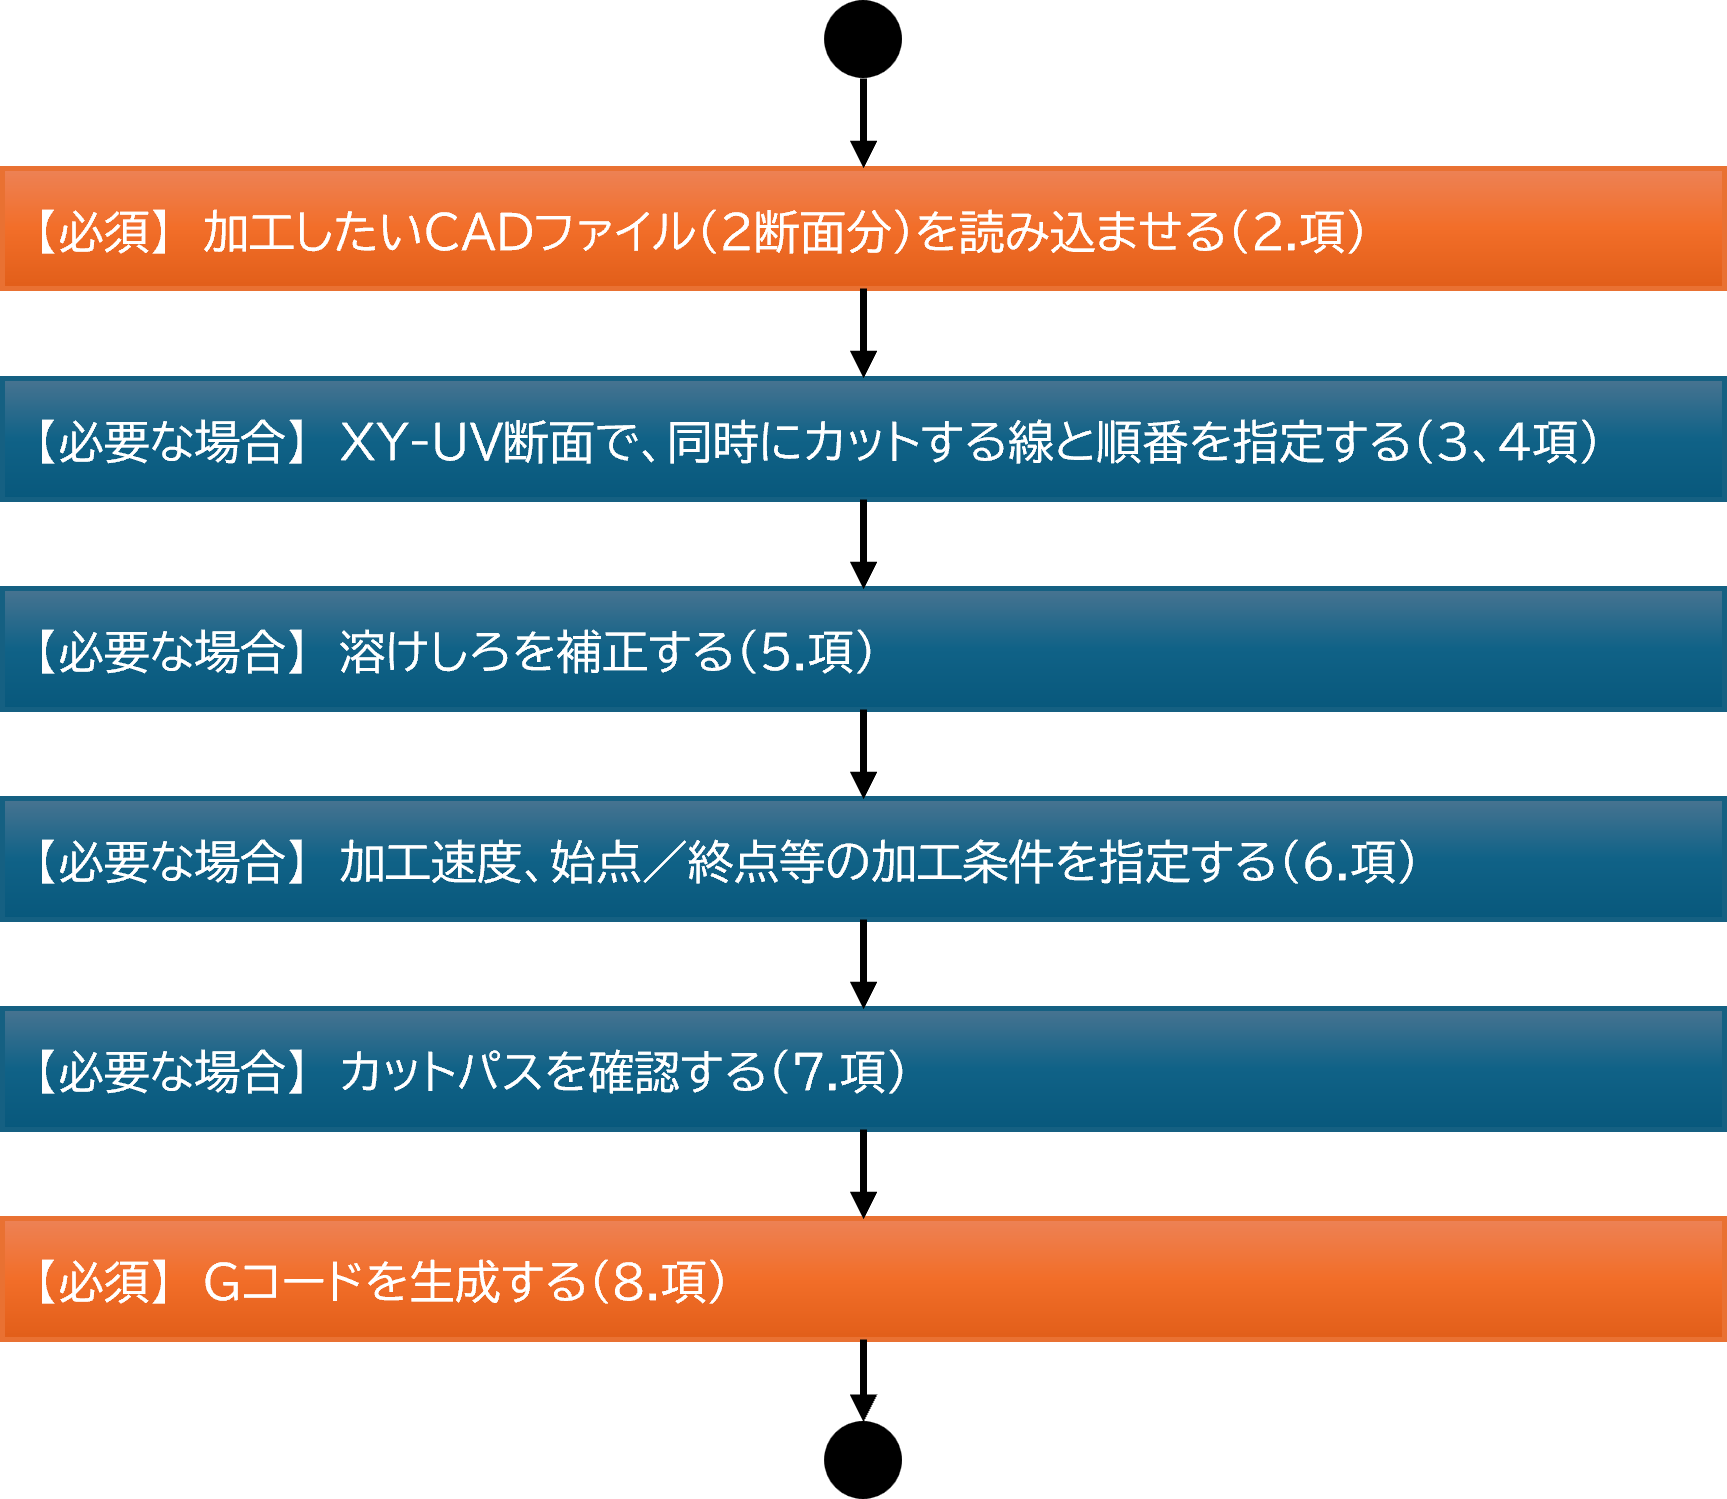 【必須】 加工したいCADファイル（2断面分）を読み込ませる（2.項）
【必要な場合】 XY-UV断面で、同時にカットする線と順番を指定する（3、4項）
【必要な場合】 溶けしろを補正する（5.項）
【必要な場合】 加工速度、始点／終点等の加工条件を指定する（6.項）
【必要な場合】 カットパスを確認する（7.項）
【必須】 Gコードを生成する（8.項）